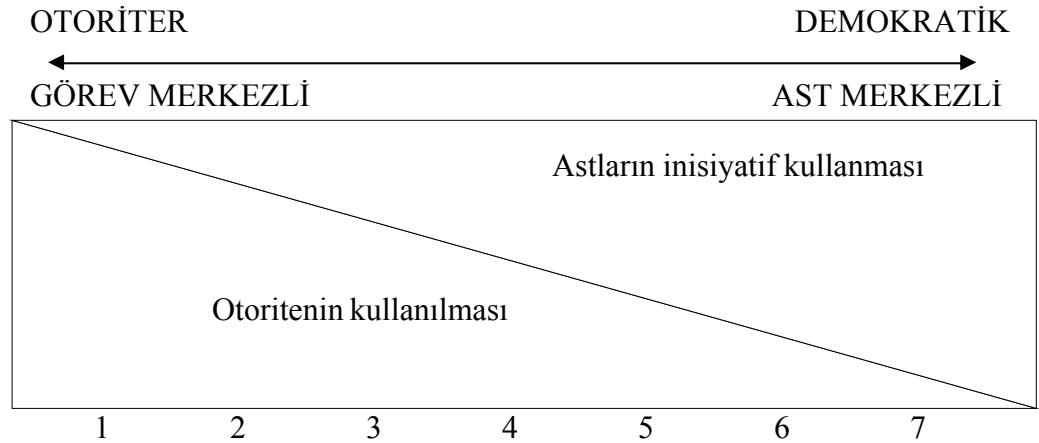 OTORİTER DEMOKRATİK
GÖREV MERKEZLİ AST MERKEZLİ
Astların inisiyatif kullanması
Otoritenin kullanılması
1 2 3 4 5 6 7